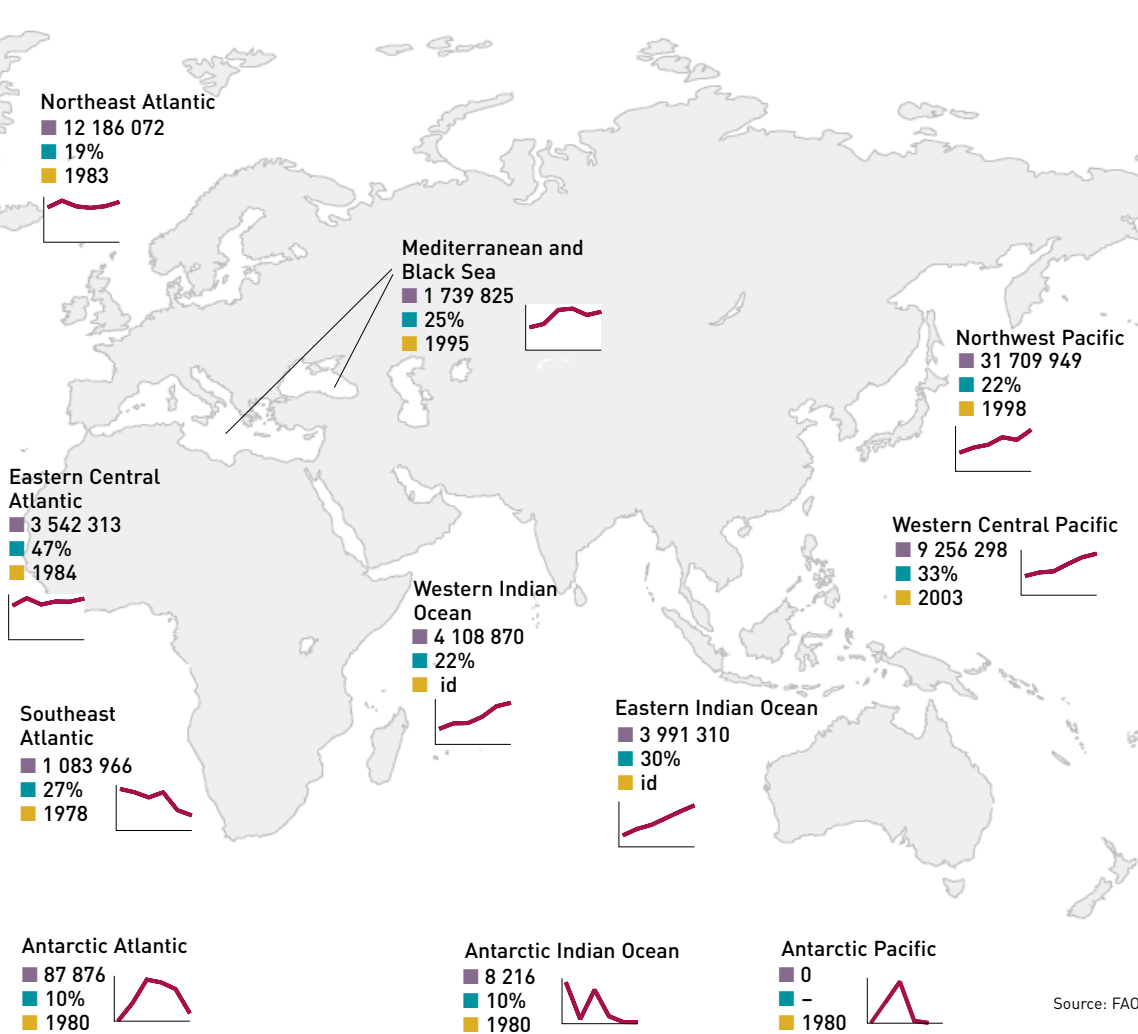 Northeast Atlantic
12 186 072
19%
1983
Mediterranean and
Black Sea
1 739 825
25%
1995
Northwest Pacific
31 709 949
22%
1998
Eastern Central
Atlantic
3 542 313
47%
1984
Western Central Pacific
9 256 298
33%
2003
Western Indian
Ocean
4 108 870
22%
id
Southeast
Atlantic
1 083 966
27%
1978
Eastern Indian Ocean
3 991 310
30%
id
Antarctic Atlantic
87 876
10%
1980
Antarctic Indian Ocean
8 216
10%
1980
Antarctic Pacific
0
–
1980
Source: FAO